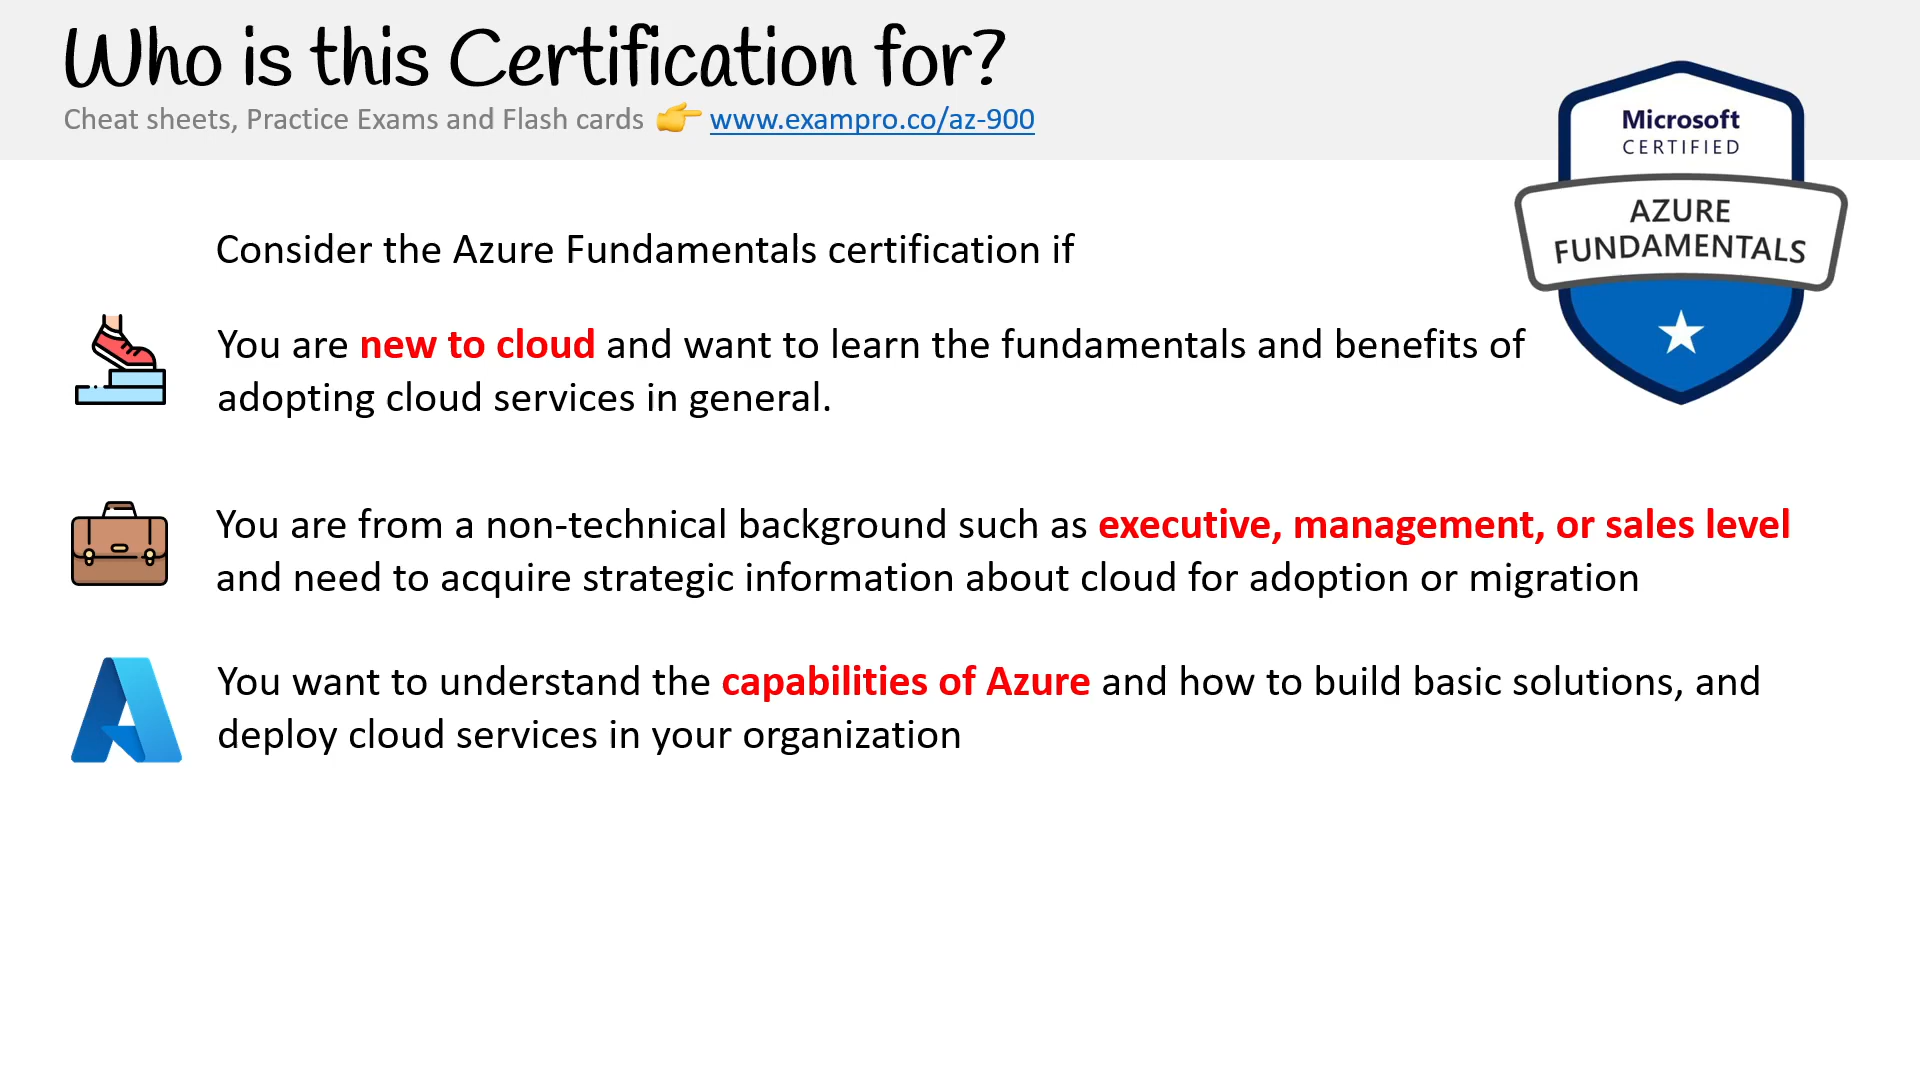 Who is this Certification for?
Cheat sheets, Practice Exams and Flash cards 👉 www.exampro.co/az-900
Microsoft
CERTIFIED
AZURE
FUNDAMENTALS
Consider the Azure Fundamentals certification if
You are new to cloud and want to learn the fundamentals and benefits of
adopting cloud services in general.
You are from a non-technical background such as executive, management, or sales level
and need to acquire strategic information about cloud for adoption or migration
You want to understand the capabilities of Azure and how to build basic solutions, and
deploy cloud services in your organization